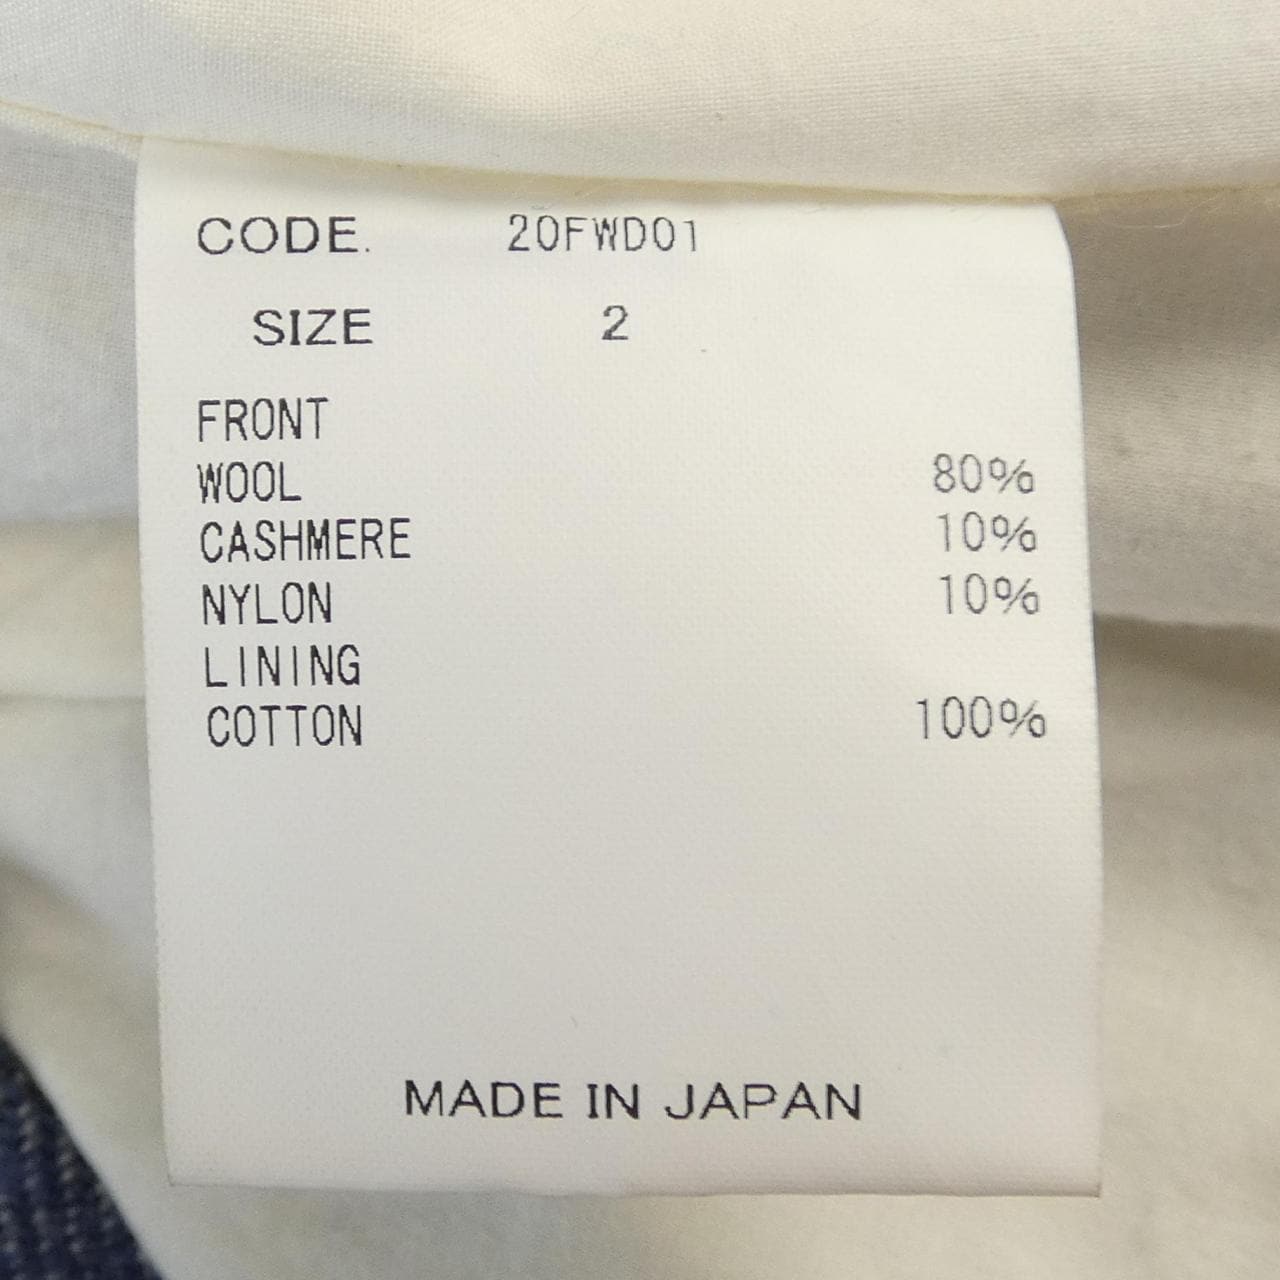 CODE. 20FWD01
SIZE 2
FRONT
WOOL 80%
CASHMERE 10%
NYLON 10%
LINING
COTTON 100%
MADE IN JAPAN